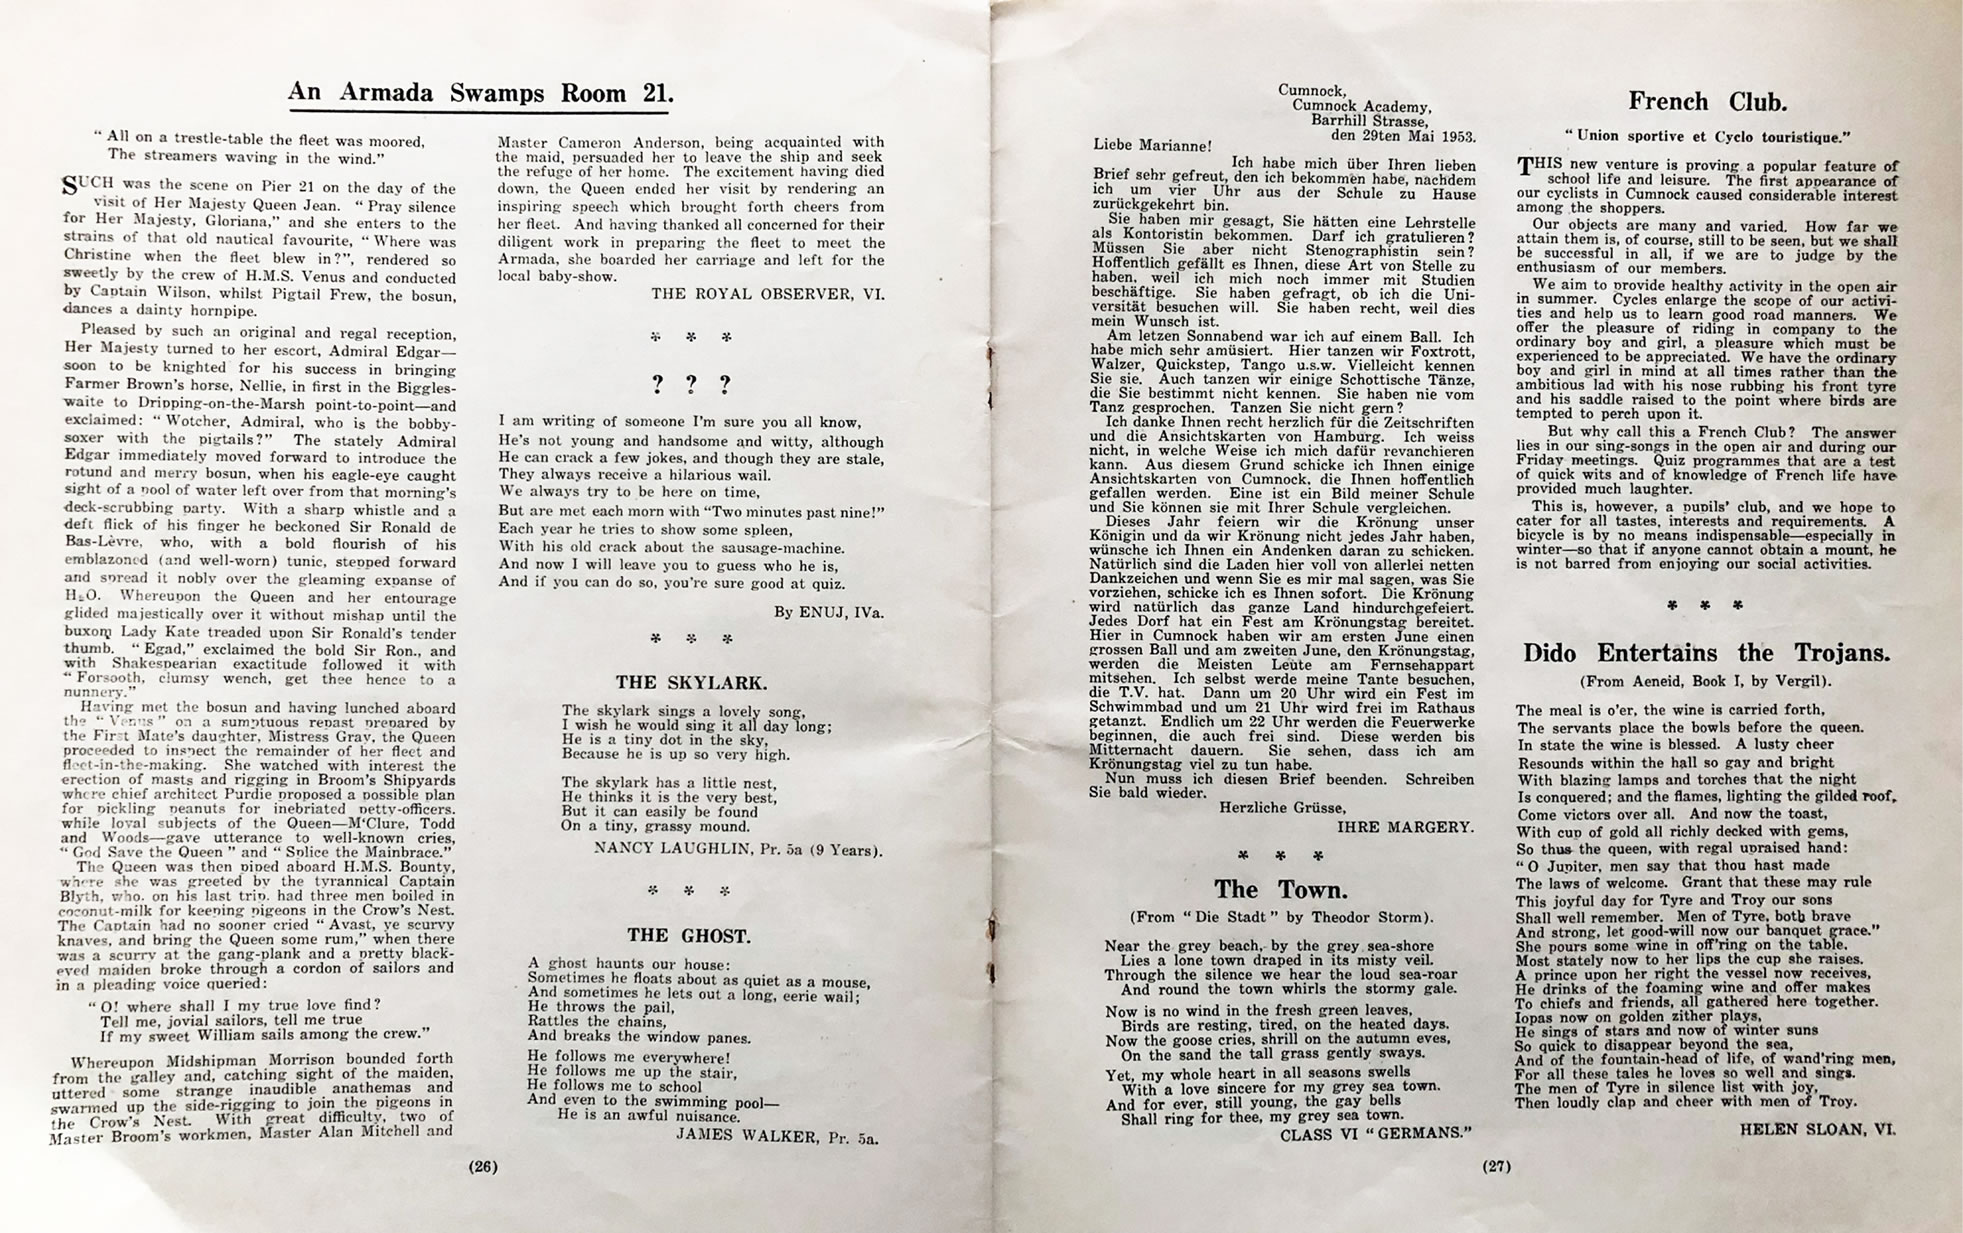 An Armada Swamps Room 21.
" All on a trestle-table the fleet was moored,
The streamers waving in the wind."
SUCH was the scene on Pier 21 on the day of the
visit of Her Majesty Queen Jean. " Pray silence
for Her Majesty, Gloriana," and she enters to the
strains of that old nautical favourite, " Where was
Christine when the fleet blew in?", rendered so
sweetly by the crew of H.M.S. Venus and conducted
by Captain Wilson, whilst Pigtail Frew, the bosun,
dances a dainty hornpipe.
Pleased by such an original and regal reception,
Her Majesty turned to her escort, Admiral Edgar—
soon to be knighted for his success in bringing
Farmer Brown's horse, Nellie, in first in the Biggles-
waite to Dripping-on-the-Marsh point-to-point—and
exclaimed: " Wotcher, Admiral, who is the bobby-
soxer with the pigtails?" The stately Admiral
Edgar immediately moved forward to introduce the
rotund and merry bosun, when his eagle-eye caught
sight of a pool of water left over from that morning's
deck-scrubbing party. With a sharp whistle and a
deft flick of his finger he beckoned Sir Ronald de
Bas-Lèvre, who, with a bold flourish of his
emblazoned (and well-worn) tunic, stepped forward
and spread it nobly over the gleaming expanse of
H₂O. Whereupon the Queen and her entourage
glided majestically over it without mishap until the
buxom Lady Kate treaded upon Sir Ronald's tender
thumb. " Egad," exclaimed the bold Sir Ron., and
with Shakespearian exactitude followed it with
" Forsooth, clumsy wench, get thee hence to a
nunnery."
Having met the bosun and having lunched aboard
the " Venus " on a sumptuous repast prepared by
the First Mate's daughter, Mistress Gray, the Queen
proceeded to inspect the remainder of her fleet and
fleet-in-the-making. She watched with interest the
erection of masts and rigging in Broom's Shipyards
where chief architect Purdie proposed a possible plan
for pickling peanuts for inebriated petty-officers.
while loyal subjects of the Queen—M'Clure, Todd
and Woods—gave utterance to well-known cries,
" God Save the Queen " and " Splice the Mainbrace."
The Queen was then piped aboard H.M.S. Bounty,
where she was greeted by the tyrannical Captain
Blyth, who. on his last trip. had three men boiled in
coconut-milk for keeping pigeons in the Crow's Nest.
The Captain had no sooner cried " Avast, ye scurvy
knaves, and bring the Queen some rum," when there
was a scurry at the gang-plank and a pretty black-
eyed maiden broke through a cordon of sailors and
in a pleading voice queried:
" O! where shall I my true love find?
Tell me, jovial sailors, tell me true
If my sweet William sails among the crew."
Whereupon Midshipman Morrison bounded forth
from the galley and, catching sight of the maiden,
uttered some strange inaudible anathemas and
swarmed up the side-rigging to join the pigeons in
the Crow's Nest. With great difficulty, two of
Master Broom's workmen, Master Alan Mitchell and
Master Cameron Anderson, being acquainted with
the maid, persuaded her to leave the ship and seek
the refuge of her home. The excitement having died
down, the Queen ended her visit by rendering an
inspiring speech which brought forth cheers from
her fleet. And having thanked all concerned for their
diligent work in preparing the fleet to meet the
Armada, she boarded her carriage and left for the
local baby-show.
THE ROYAL OBSERVER, VI.
* * *
? ? ?
I am writing of someone I'm sure you all know,
He's not young and handsome and witty, although
He can crack a few jokes, and though they are stale,
They always receive a hilarious wail.
We always try to be here on time,
But are met each morn with "Two minutes past nine!"
Each year he tries to show some spleen,
With his old crack about the sausage-machine.
And now I will leave you to guess who he is,
And if you can do so, you're sure good at quiz.
By ENUJ, IVa.
* * *
THE SKYLARK.
The skylark sings a lovely song,
I wish he would sing it all day long;
He is a tiny dot in the sky,
Because he is up so very high.
The skylark has a little nest,
He thinks it is the very best,
But it can easily be found
On a tiny, grassy mound.
NANCY LAUGHLIN, Pr. 5a (9 Years).
* * *
THE GHOST.
A ghost haunts our house:
Sometimes he floats about as quiet as a mouse,
And sometimes he lets out a long, eerie wail;
He throws the pail,
Rattles the chains,
And breaks the window panes.
He follows me everywhere!
He follows me up the stair,
He follows me to school
And even to the swimming pool—
He is an awful nuisance.
JAMES WALKER, Pr. 5a.
(26)
Cumnock,
Cumnock Academy,
Barrhill Strasse,
den 29ten Mai 1953.
Liebe Marianne!
Ich habe mich über Ihren lieben
Brief sehr gefreut, den ich bekommen habe, nachdem
ich um vier Uhr aus der Schule zu Hause
zurückgekehrt bin.
Sie haben mir gesagt, Sie hätten eine Lehrstelle
als Kontoristin bekommen. Darf ich gratulieren?
Müssen Sie aber nicht Stenographistin sein?
Hoffentlich gefällt es Ihnen, diese Art von Stelle zu
haben, weil ich mich noch immer mit Studien
beschäftige. Sie haben gefragt, ob ich die Uni-
versität besuchen will. Sie haben recht, weil dies
mein Wunsch ist.
Am letzen Sonnabend war ich auf einem Ball. Ich
habe mich sehr amüsiert. Hier tanzen wir Foxtrott,
Walzer, Quickstep, Tango u.s.w. Vielleicht kennen
Sie sie. Auch tanzen wir einige Schottische Tänze,
die Sie bestimmt nicht kennen. Sie haben nie vom
Tanz gesprochen. Tanzen Sie nicht gern?
Ich danke Ihnen recht herzlich für die Zeitschriften
und die Ansichtskarten von Hamburg. Ich weiss
nicht, in welche Weise ich mich dafür revanchieren
kann. Aus diesem Grund schicke ich Ihnen einige
Ansichtskarten von Cumnock, die Ihnen hoffentlich
gefallen werden. Eine ist ein Bild meiner Schule
und Sie können sie mit Ihrer Schule vergleichen.
Dieses Jahr feiern wir die Krönung unser
Königin und da wir Krönung nicht jedes Jahr haben,
wünsche ich Ihnen ein Andenken daran zu schicken.
Natürlich sind die Laden hier voll von allerlei netten
Dankzeichen und wenn Sie es mir mal sagen, was Sie
vorziehen, schicke ich es Ihnen sofort. Die Krönung
wird natürlich das ganze Land hindurchgefeiert.
Jedes Dorf hat ein Fest am Krönungstag bereitet.
Hier in Cumnock haben wir am ersten June einen
grossen Ball und am zweiten June, den Krönungstag,
werden die Meisten Leute am Fernsehappart
mitsehen. Ich selbst werde meine Tante besuchen,
die T.V. hat. Dann um 20 Uhr wird ein Fest im
Schwimmbad und um 21 Uhr wird frei im Rathaus
getanzt. Endlich um 22 Uhr werden die Feuerwerke
beginnen, die auch frei sind. Diese werden bis
Mitternacht dauern. Sie sehen, dass ich am
Krönungstag viel zu tun habe.
Nun muss ich diesen Brief beenden. Schreiben
Sie bald wieder.
Herzliche Grüsse,
IHRE MARGERY.
* * *
The Town.
(From " Die Stadt " by Theodor Storm).
Near the grey beach, by the grey sea-shore
Lies a lone town draped in its misty veil.
Through the silence we hear the loud sea-roar
And round the town whirls the stormy gale.
Now is no wind in the fresh green leaves,
Birds are resting, tired, on the heated days.
Now the goose cries, shrill on the autumn eves,
On the sand the tall grass gently sways.
Yet, my whole heart in all seasons swells
With a love sincere for my grey sea town.
And for ever, still young, the gay bells
Shall ring for thee, my grey sea town.
CLASS VI " GERMANS."
French Club.
" Union sportive et Cyclo touristique."
THIS new venture is proving a popular feature of
school life and leisure. The first appearance of
our cyclists in Cumnock caused considerable interest
among the shoppers.
Our objects are many and varied. How far we
attain them is, of course, still to be seen, but we shall
be successful in all, if we are to judge by the
enthusiasm of our members.
We aim to provide healthy activity in the open air
in summer. Cycles enlarge the scope of our activi-
ties and help us to learn good road manners. We
offer the pleasure of riding in company to the
ordinary boy and girl, a pleasure which must be
experienced to be appreciated. We have the ordinary
boy and girl in mind at all times rather than the
ambitious lad with his nose rubbing his front tyre
and his saddle raised to the point where birds are
tempted to perch upon it.
But why call this a French Club? The answer
lies in our sing-songs in the open air and during our
Friday meetings. Quiz programmes that are a test
of quick wits and of knowledge of French life have
provided much laughter.
This is, however, a pupils' club, and we hope to
cater for all tastes, interests and requirements. A
bicycle is by no means indispensable—especially in
winter—so that if anyone cannot obtain a mount, he
is not barred from enjoying our social activities.
* * *
Dido Entertains the Trojans.
(From Aeneid, Book I, by Vergil).
The meal is o'er, the wine is carried forth,
The servants place the bowls before the queen.
In state the wine is blessed. A lusty cheer
Resounds within the hall so gay and bright
With blazing lamps and torches that the night
Is conquered; and the flames, lighting the gilded roof,
Come victors over all. And now the toast,
With cup of gold all richly decked with gems,
So thus the queen, with regal upraised hand:
" O Jupiter, men say that thou hast made
The laws of welcome. Grant that these may rule
This joyful day for Tyre and Troy our sons
Shall well remember. Men of Tyre, both brave
And strong, let good-will now our banquet grace."
She pours some wine in off'ring on the table.
Most stately now to her lips the cup she raises.
A prince upon her right the vessel now receives,
He drinks of the foaming wine and offer makes
To chiefs and friends, all gathered here together.
Iopas now on golden zither plays,
He sings of stars and now of winter suns
So quick to disappear beyond the sea,
And of the fountain-head of life, of wand'ring men,
For all these tales he loves so well and sings.
The men of Tyre in silence list with joy,
Then loudly clap and cheer with men of Troy.
HELEN SLOAN, VI.
(27)